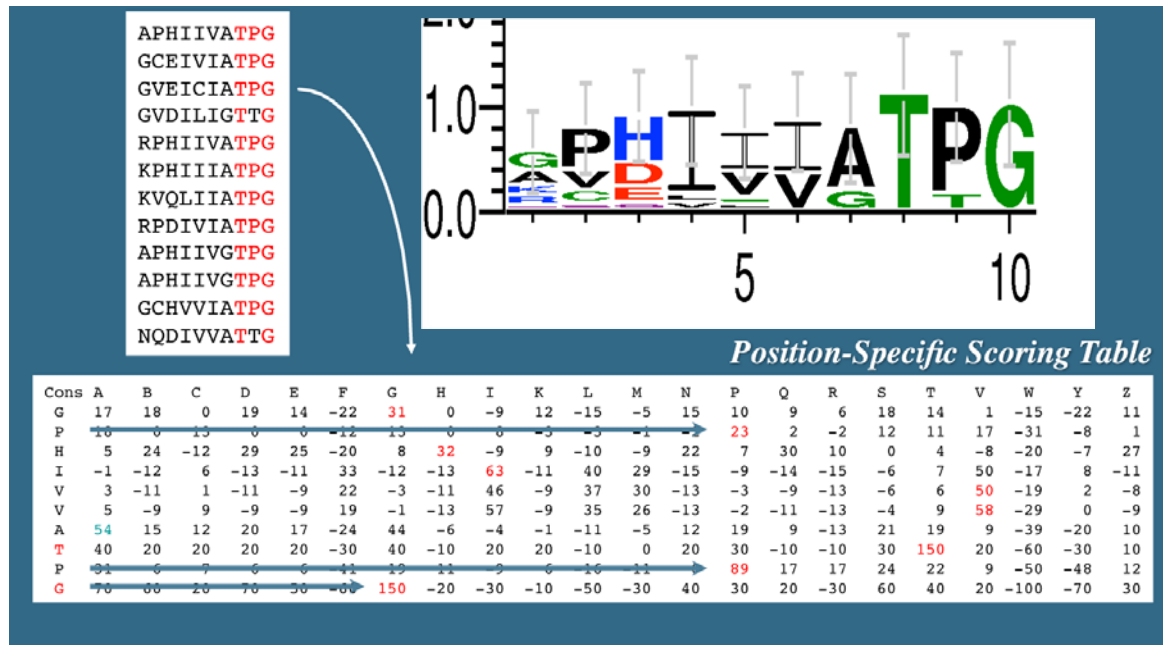 APHIIVATPG
GCEIVIATPG
GVEICIATPG
GVDILIGTTG
RPHIIVATPG
KPHIIIATPG
KVQLIIATPG
RPDIVIATPG
APHIIVGTPG
APHIIVGTPG
GCHVVIATPG
NQDIVVATTG
2.0
1.0
0.0
GPHIIIATPG
5
10
Position-Specific Scoring Table
Cons A B C D E F G H I K L M N P Q R S T V W Y Z
G 17 18 0 19 14 -22 31 0 -9 12 -15 -5 15 10 9 6 18 14 1 -15 -22 11
P 23 2 -2 12 11 17 -31 -8 1
H 5 24 -12 29 25 -20 8 32 -9 9 -10 -9 22 7 30 10 0 4 -8 -20 -7 27
I -1 -12 6 -13 -11 33 -12 -13 63 -11 40 29 -15 -9 -14 -15 -6 7 50 -17 8 -11
V 3 -11 1 -11 -9 22 -3 -11 46 -9 37 30 -13 -3 -9 -13 -6 6 50 -19 2 -8
V 5 -9 9 -9 -9 19 -1 -13 57 -9 35 26 -13 -2 -11 -13 -4 9 58 -29 0 -9
A 54 15 12 20 17 -24 44 -6 -4 -1 -11 -5 12 19 9 -13 21 19 9 -39 -20 10
T 40 20 20 20 20 -30 40 -10 20 20 -10 0 20 30 -10 -10 30 150 20 -60 -30 10
P 89 17 17 24 22 9 -50 -48 12
G 70 60 20 70 50 -60 150 -20 -30 -10 -50 -30 40 30 20 -30 60 40 20 -100 -70 30